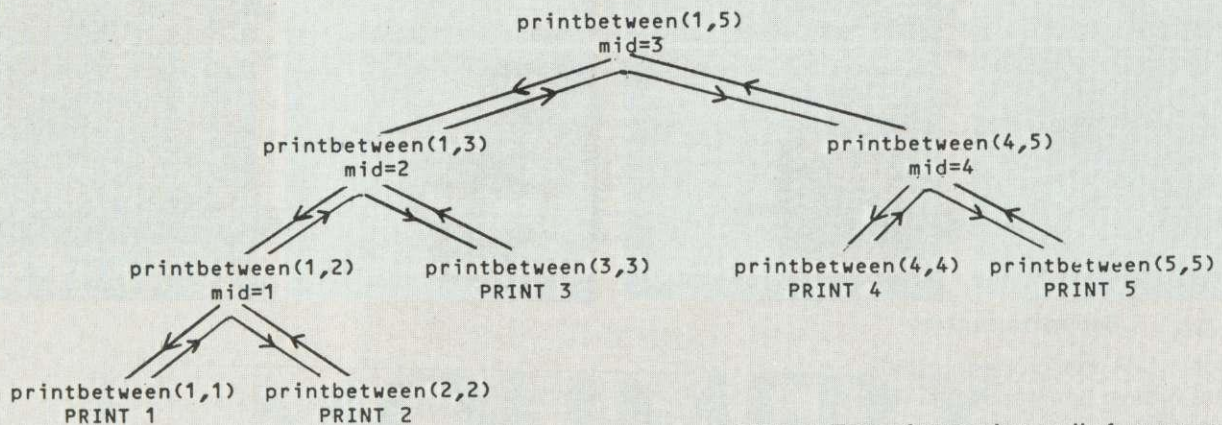 printbetween(1,5)
mid=3
printbetween(1,3) printbetween(4,5)
mid=2 mid=4
printbetween(1,2) printbetween(3,3) printbetween(4,4) printbetween(5,5)
mid=1 PRINT 3 PRINT 4 PRINT 5
printbetween(1,1) printbetween(2,2)
PRINT 1 PRINT 2